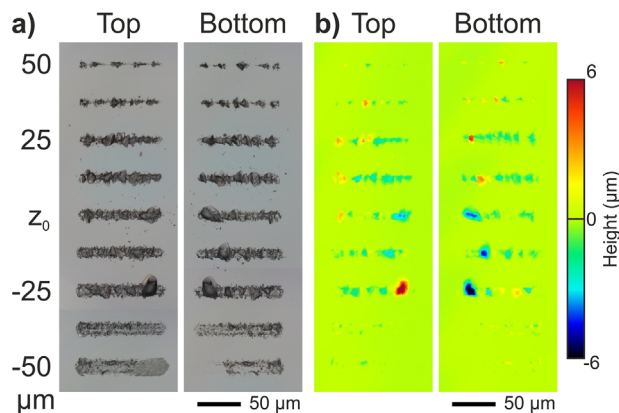 a) Top Bottom b) Top Bottom
50
25
z0
-25
-50
μm
50 μm
50 μm
6
0
-6
Height (μm)